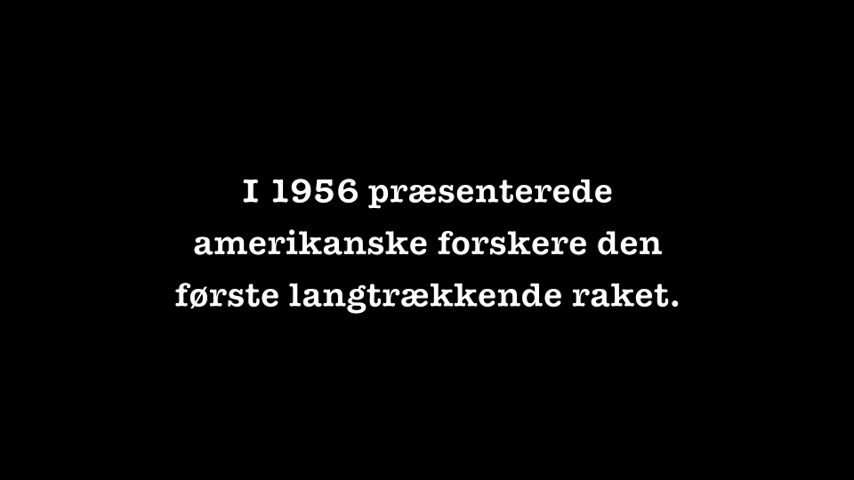 I 1956 præsenterede
amerikanske forskere den
første langtrækkende raket.